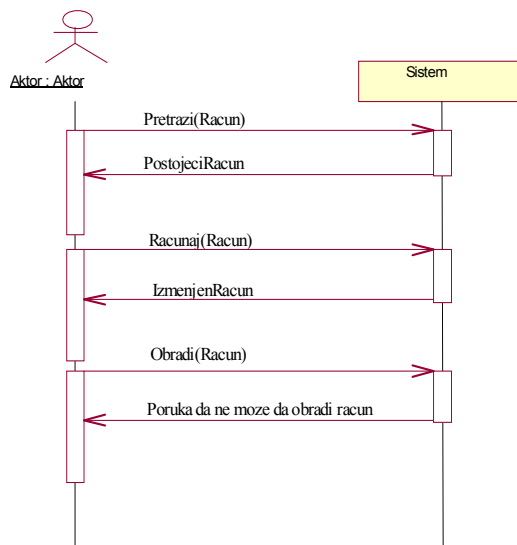 Aktor : Aktor
Sistem
Pretrazi(Racun)
PostojeciRacun
Racunaj(Racun)
IzmenjenRacun
Obradi(Racun)
Poruka da ne moze da obradi racun